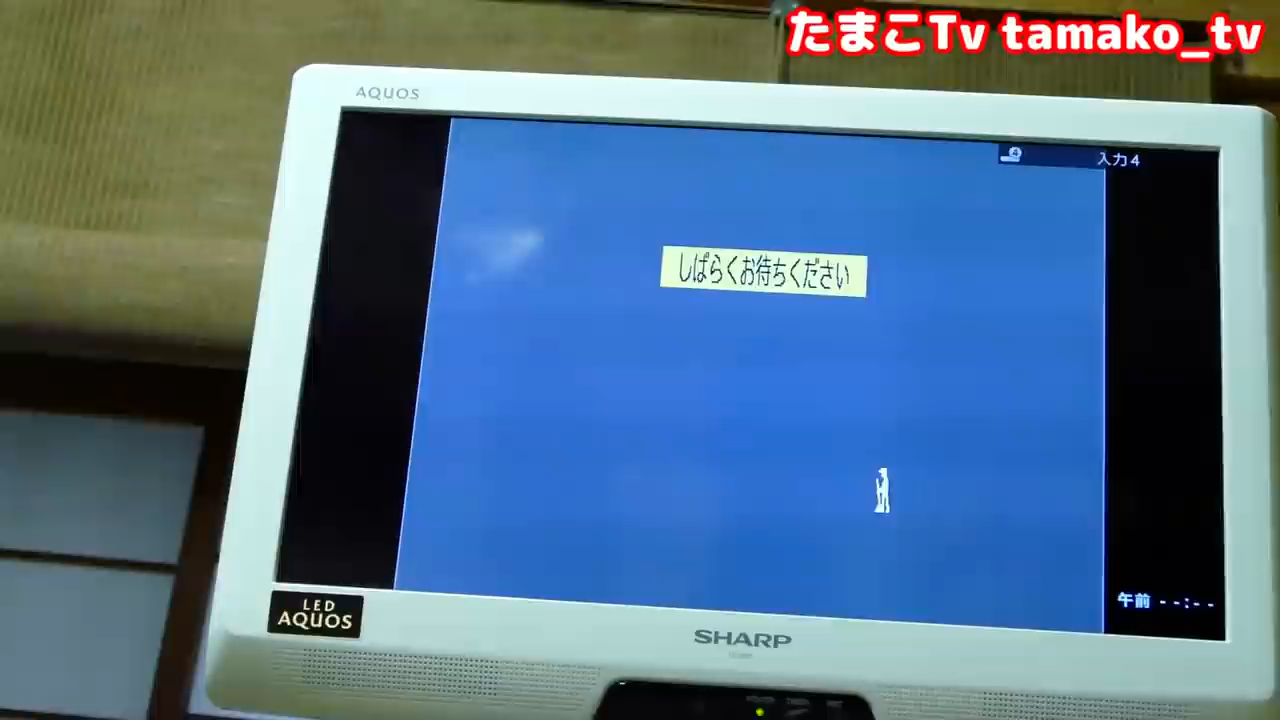 たまこTv tamako_tv
AQUOS
入力4
しばらくお待ちください
午前 --:--
LED
AQUOS
SHARP